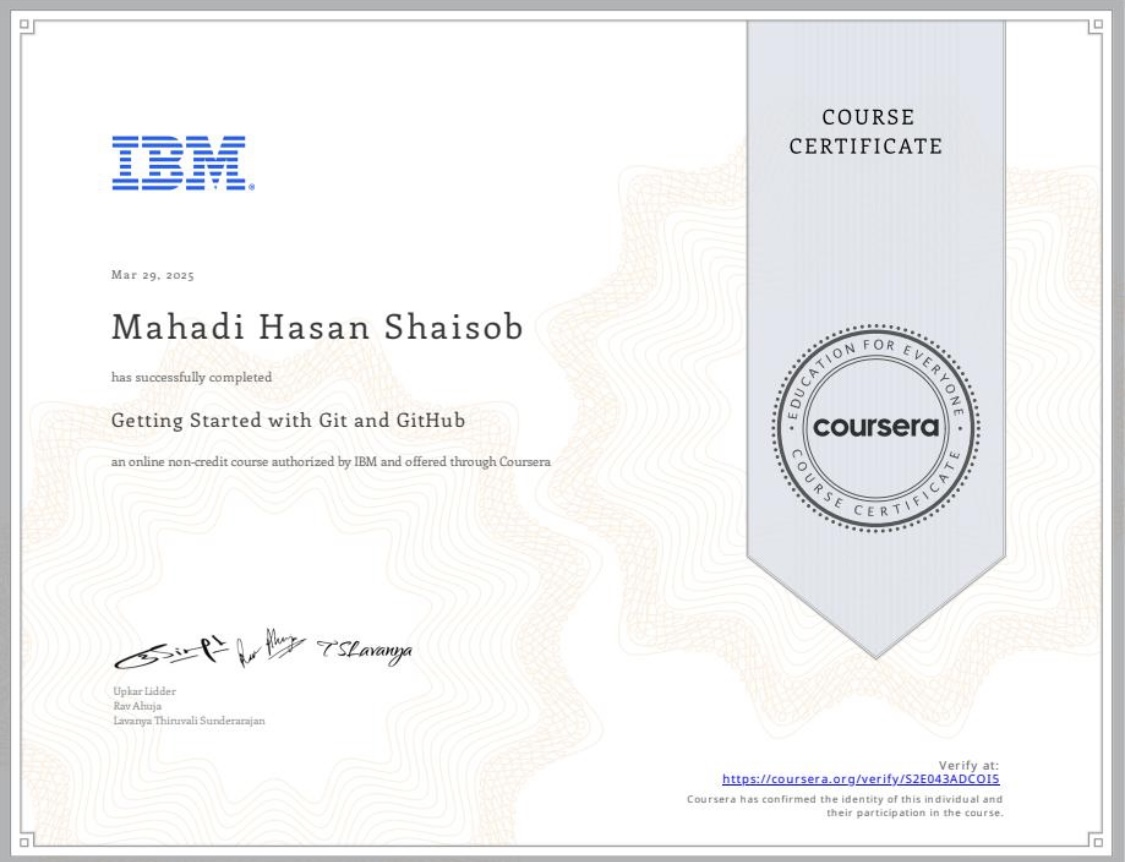 IBM®
COURSE
CERTIFICATE
Mar 29, 2025
Mahadi Hasan Shaisob
has successfully completed
Getting Started with Git and GitHub
an online non-credit course authorized by IBM and offered through Coursera
EDUCATION FOR EVERYONE
coursera
COURSE CERTIFICATE
TSLavanya
Upkar Lidder
Rav Ahuja
Lavanya Thiruvali Sunderarajan
Verify at:
https://coursera.org/verify/S2E043ADCOI5
Coursera has confirmed the identity of this individual and
their participation in the course.